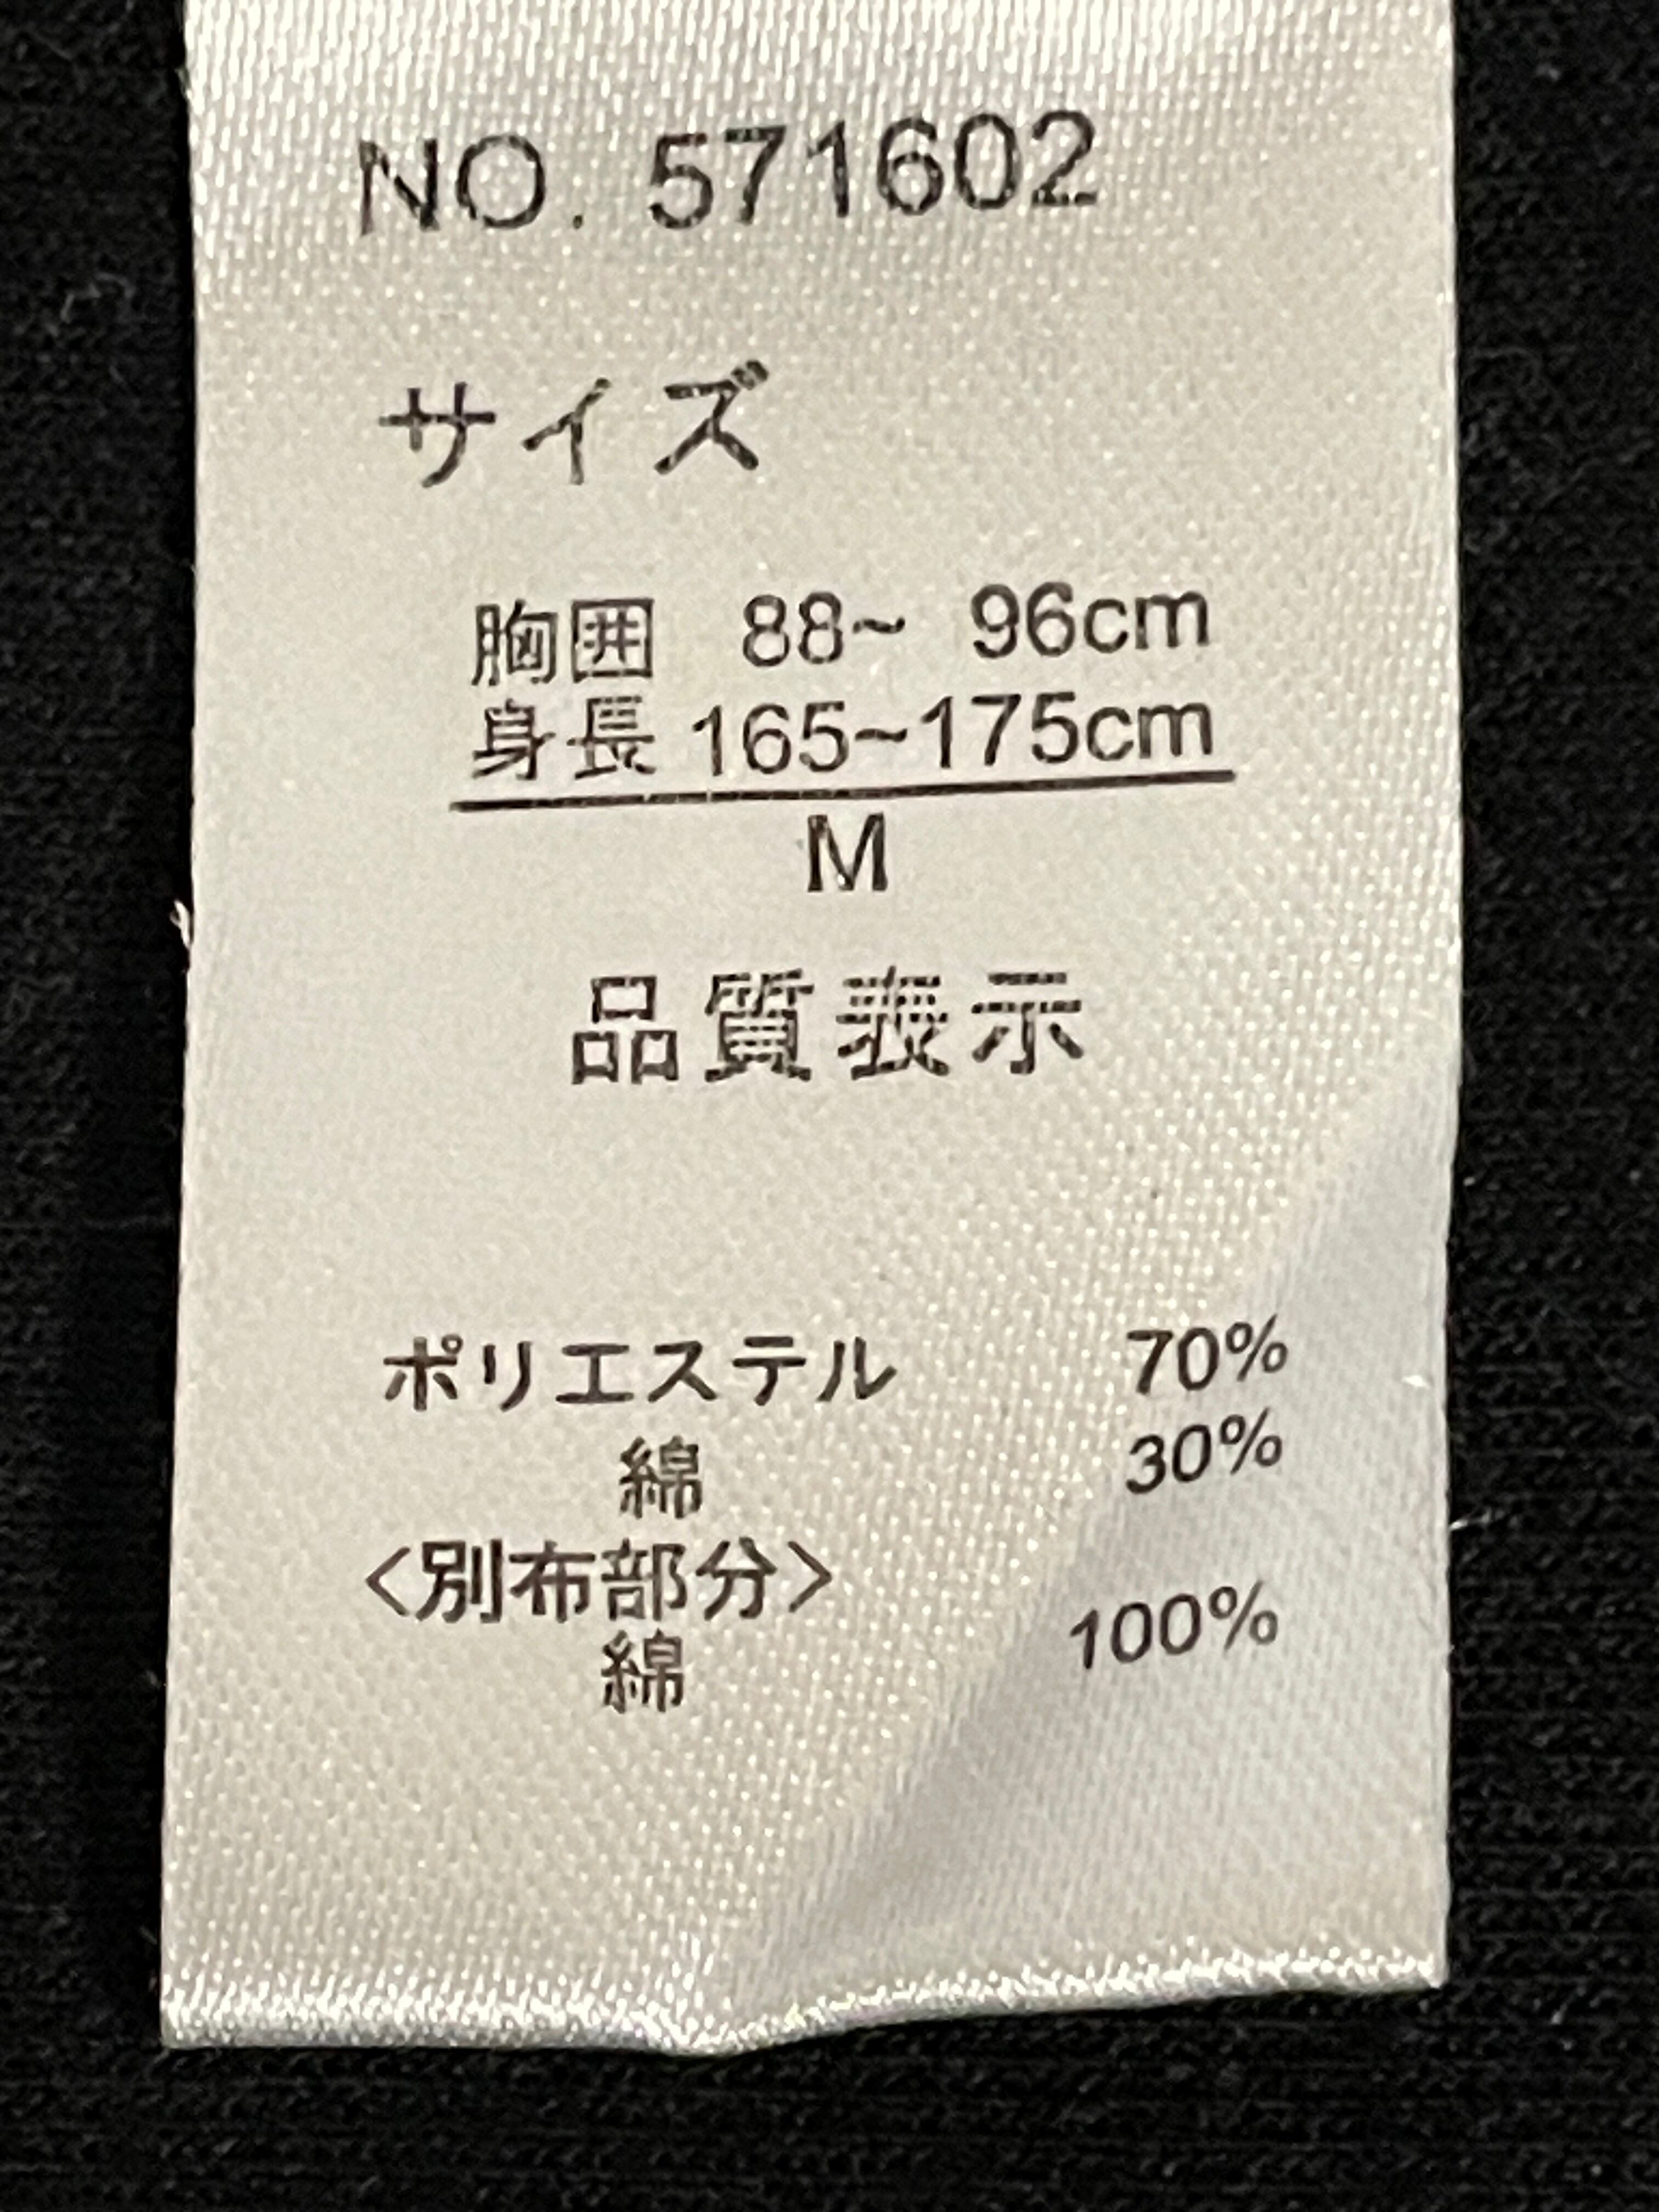 NO. 571602
サイズ
胸囲 88~ 96cm
身長 165~175cm
M
品質表示
ポリエステル 70%
綿 30%
<別布部分>
綿 100%